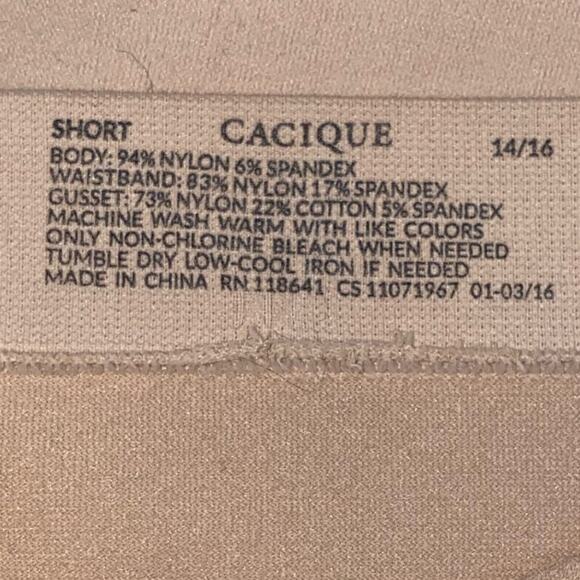 SHORT CACIQUE 14/16
BODY: 94% NYLON 6% SPANDEX
WAISTBAND: 83% NYLON 17% SPANDEX
GUSSET: 73% NYLON 22% COTTON 5% SPANDEX
MACHINE WASH WARM WITH LIKE COLORS
ONLY NON-CHLORINE BLEACH WHEN NEEDED
TUMBLE DRY LOW-COOL IRON IF NEEDED
MADE IN CHINA RN 118641 CS 11071967 01-03/16